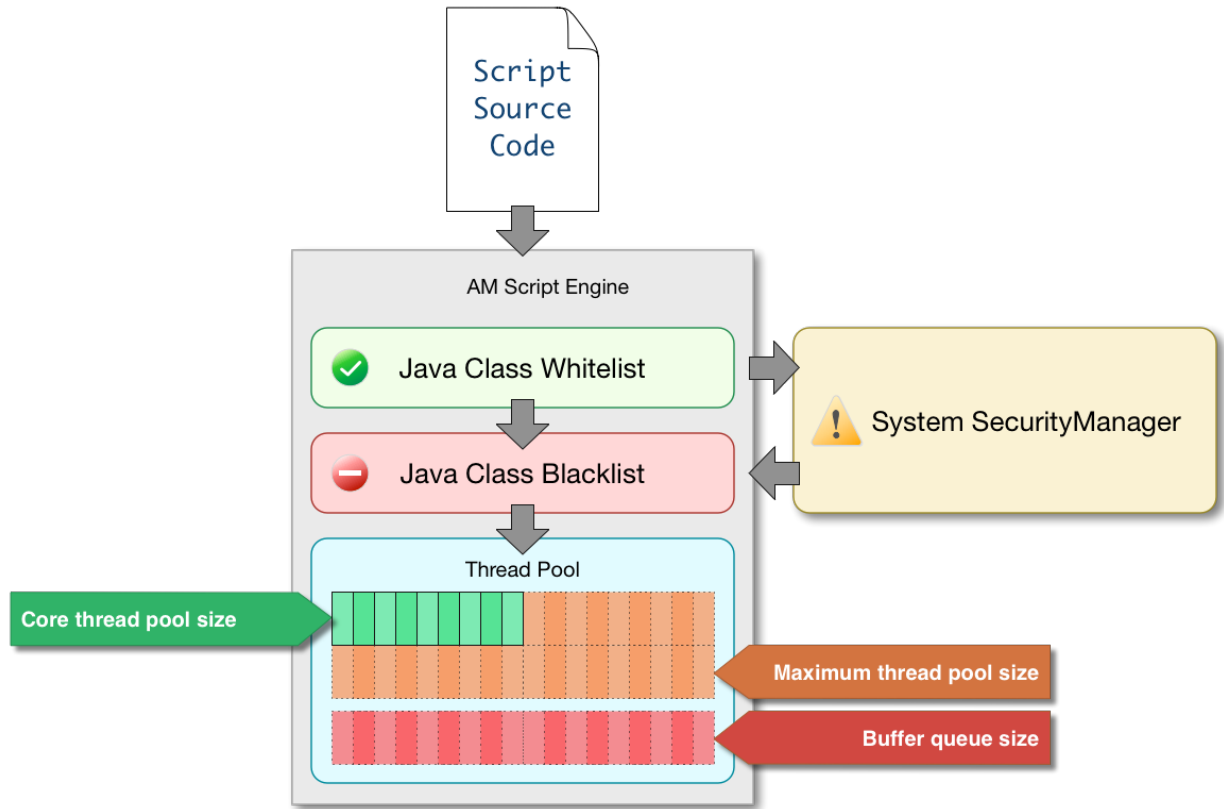 Script
Source
Code
AM Script Engine
Java Class Whitelist
System SecurityManager
Java Class Blacklist
Thread Pool
Core thread pool size
Maximum thread pool size
Buffer queue size